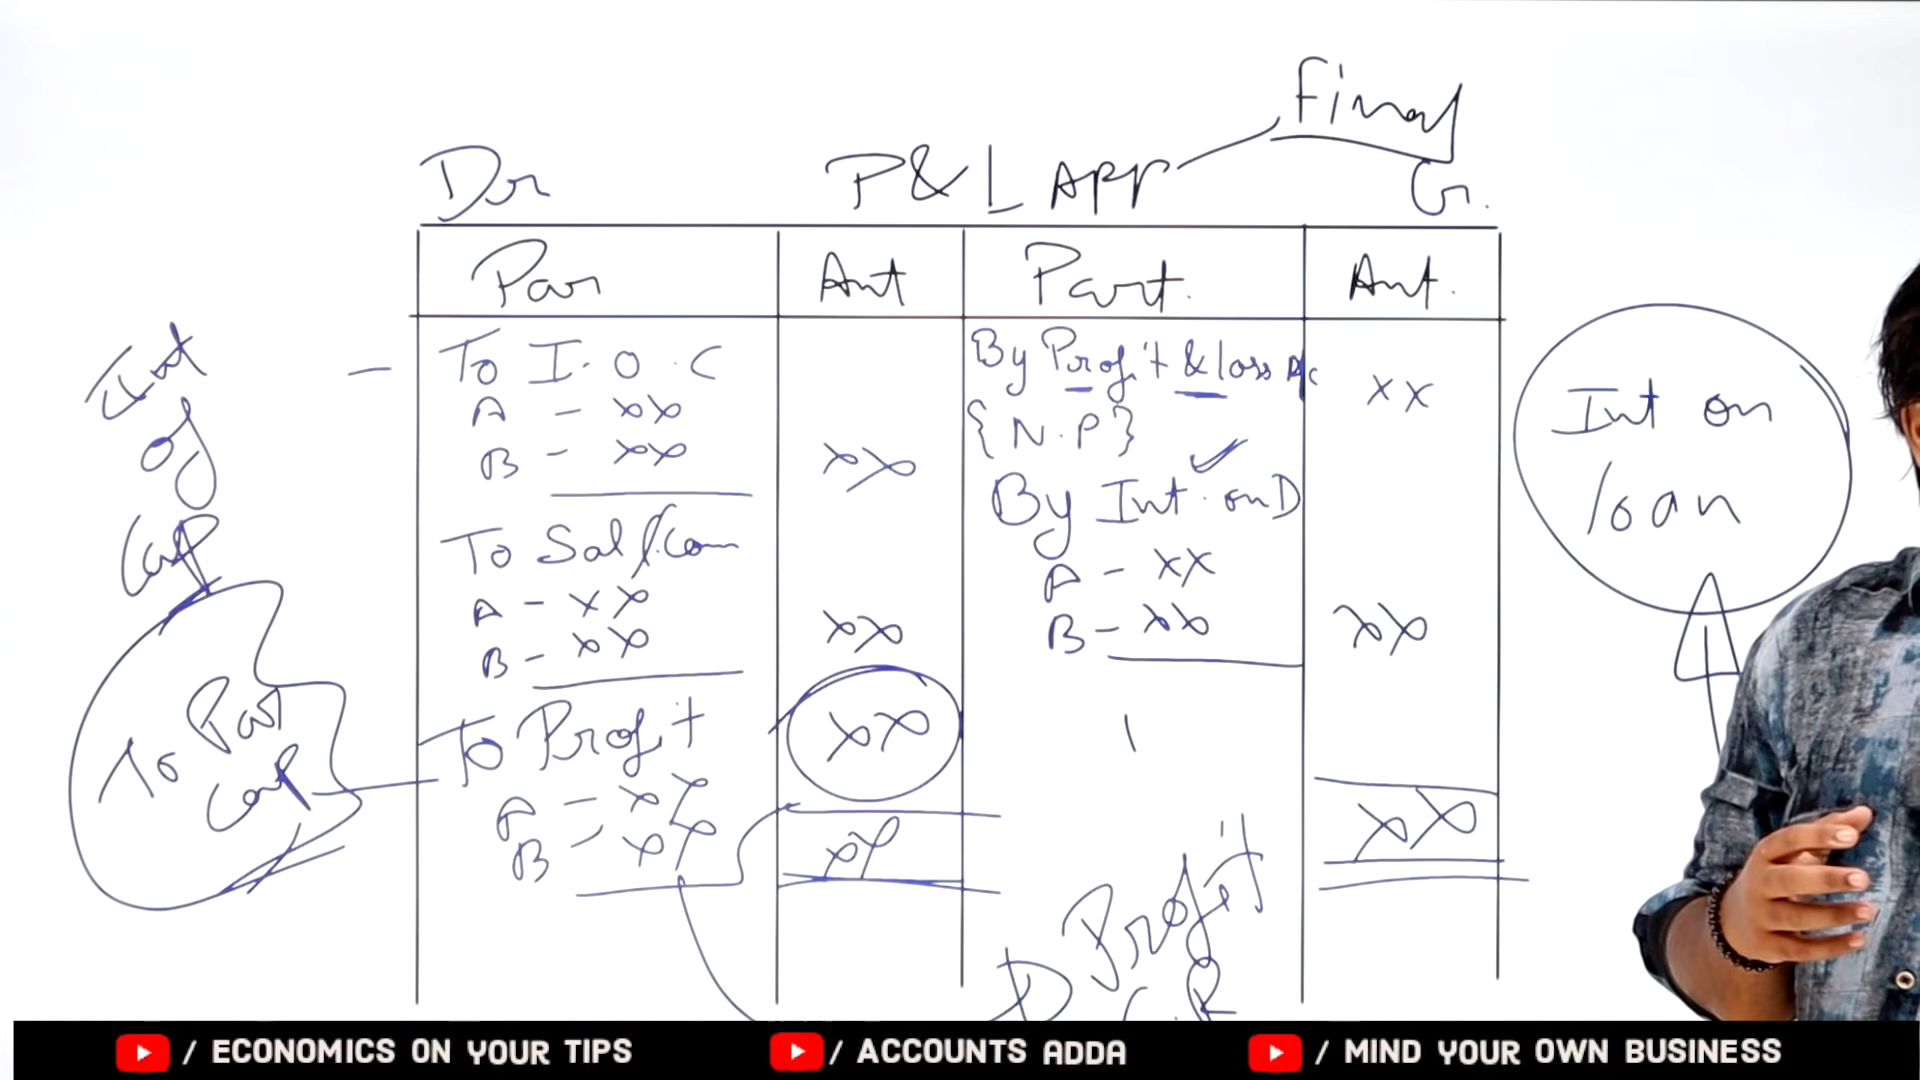 Final
Dr P&L APP Cr.
Par Amt Part. Amt.
Int of Cap
To I.O.C
A - xx
B - xx xx
To Sal/Com
A - xx
B - xx xx
To Profit xx
A - xx
B - xx
xx
To Part Cap
By Profit & loss A/c xx
{N.P}
By Int. on D
A - xx
B - xx xx
xx
D Profit
Int on
loan
/ ECONOMICS ON YOUR TIPS / ACCOUNTS ADDA / MIND YOUR OWN BUSINESS